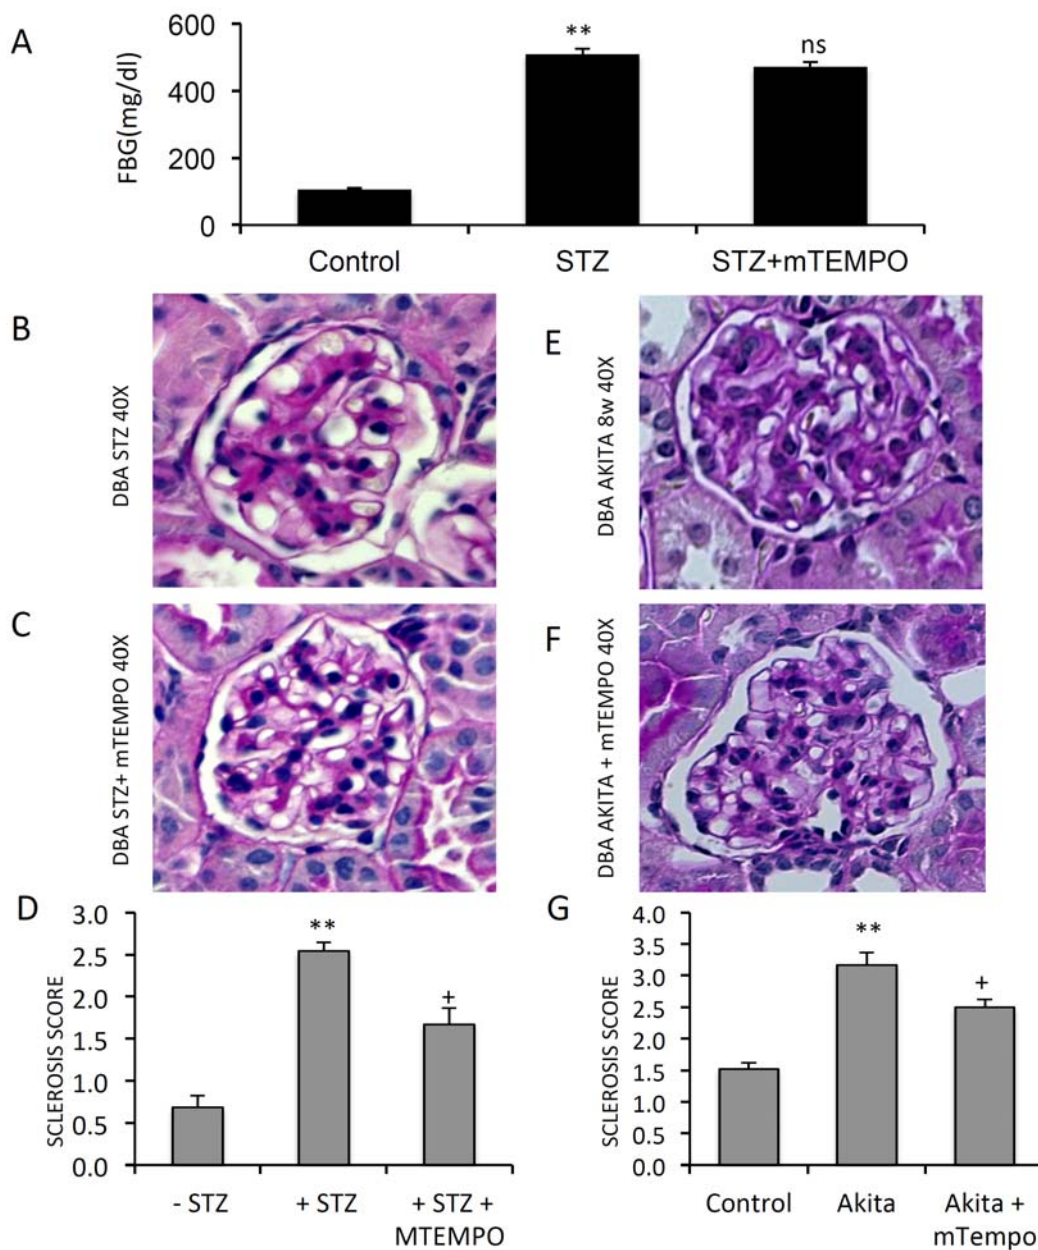 A
FBG(mg/dl)
600
400
200
0
**
ns
Control
STZ
STZ+mTEMPO
B
DBA STZ 40X
E
DBA AKITA 8w 40X
C
DBA STZ+ mTEMPO 40X
F
DBA AKITA + mTEMPO 40X
D
SCLEROSIS SCORE
3.0
2.5
2.0
1.5
1.0
0.5
0.0
**
+
- STZ
+ STZ
+ STZ +
MTEMPO
G
SCLEROSIS SCORE
4.0
3.5
3.0
2.5
2.0
1.5
1.0
0.5
0.0
**
+
Control
Akita
Akita +
mTempo